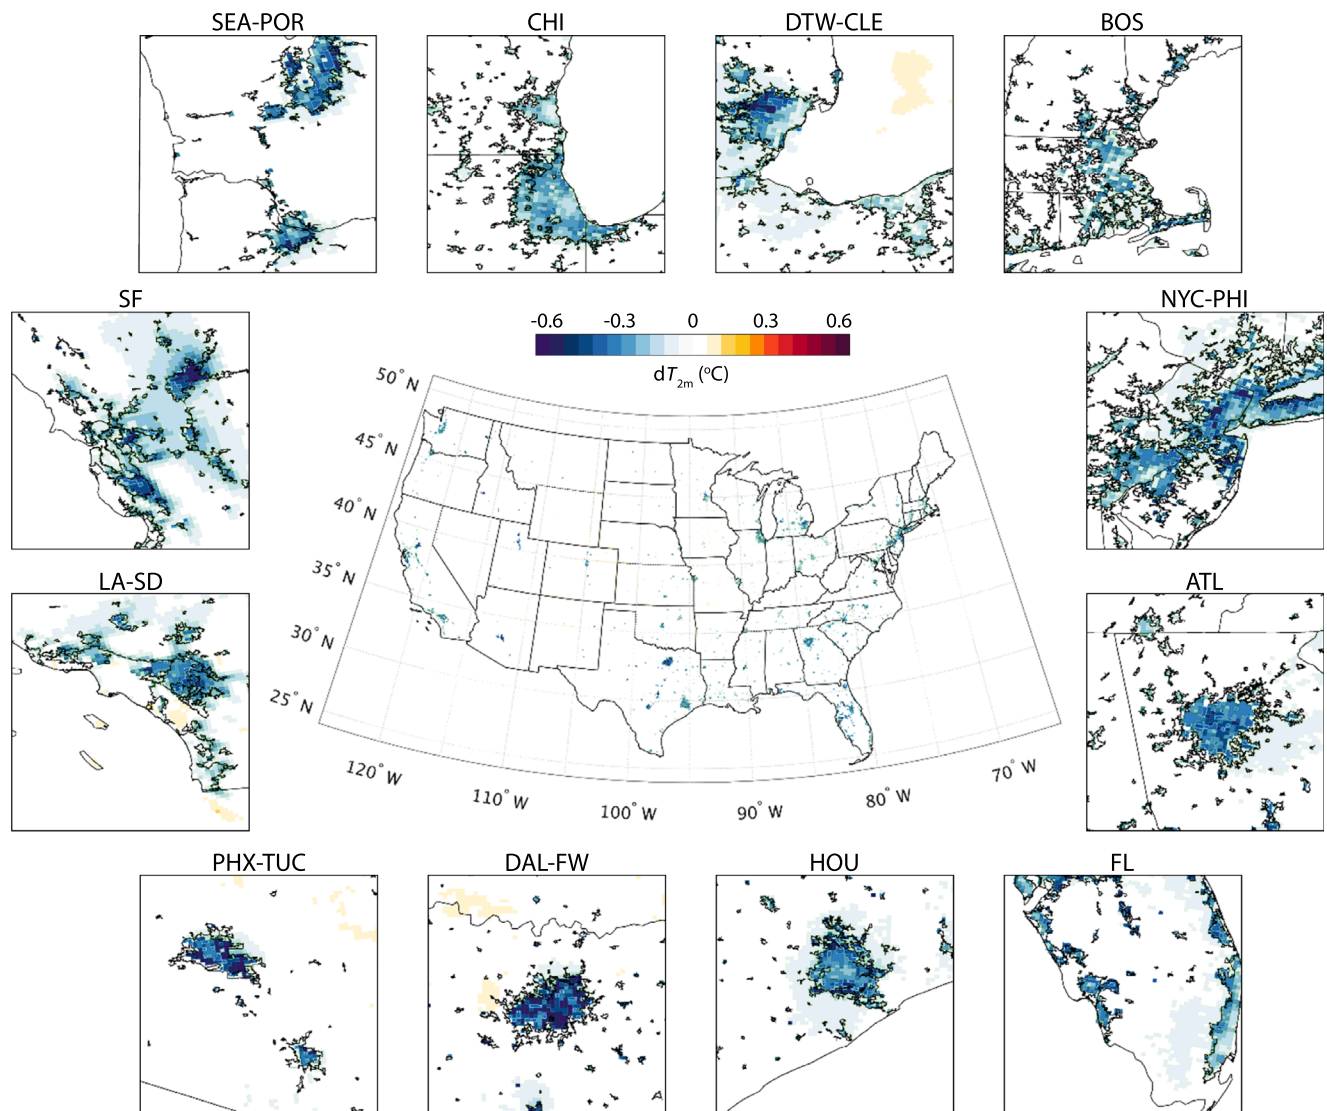 SEA-POR
CHI
DTW-CLE
BOS
SF
NYC-PHI
-0.6 -0.3 0 0.3 0.6
dT2m (°C)
50° N
45° N
40° N
35° N
30° N
25° N
120° W
110° W
100° W
90° W
80° W
70° W
LA-SD
ATL
PHX-TUC
DAL-FW
HOU
FL